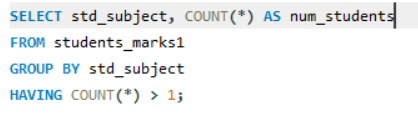 SELECT std_subject, COUNT(*) AS num_students
FROM students_marks1
GROUP BY std_subject
HAVING COUNT(*) > 1;